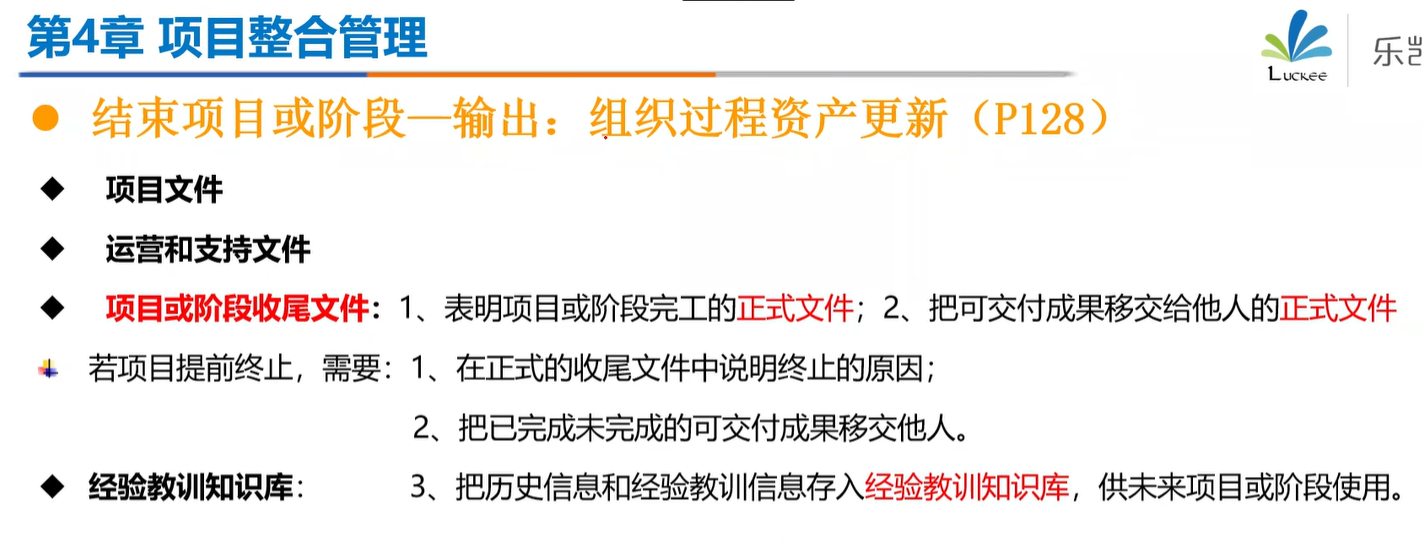 第4章 项目整合管理
LUCKEE
乐
结束项目或阶段—输出：组织过程资产更新（P128）
项目文件
运营和支持文件
项目或阶段收尾文件：1、表明项目或阶段完工的正式文件；2、把可交付成果移交给他人的正式文件
若项目提前终止，需要：1、在正式的收尾文件中说明终止的原因；
2、把已完成未完成的可交付成果移交他人。
经验教训知识库：3、把历史信息和经验教训信息存入经验教训知识库，供未来项目或阶段使用。